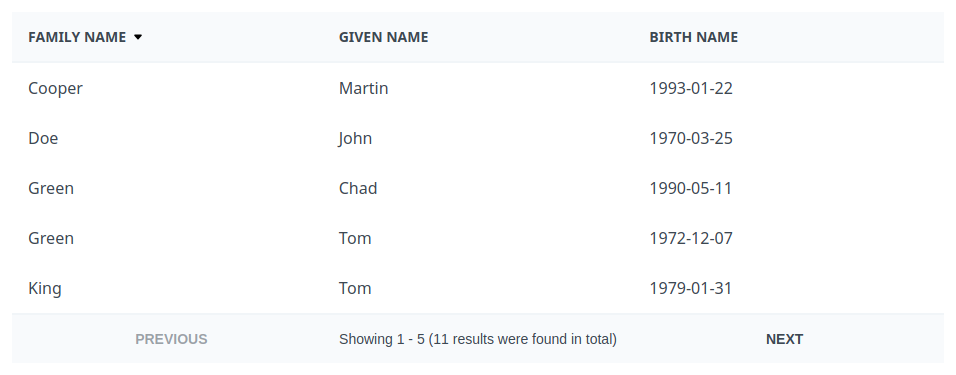 FAMILY NAME GIVEN NAME BIRTH NAME
Cooper Martin 1993-01-22
Doe John 1970-03-25
Green Chad 1990-05-11
Green Tom 1972-12-07
King Tom 1979-01-31
PREVIOUS Showing 1 - 5 (11 results were found in total) NEXT